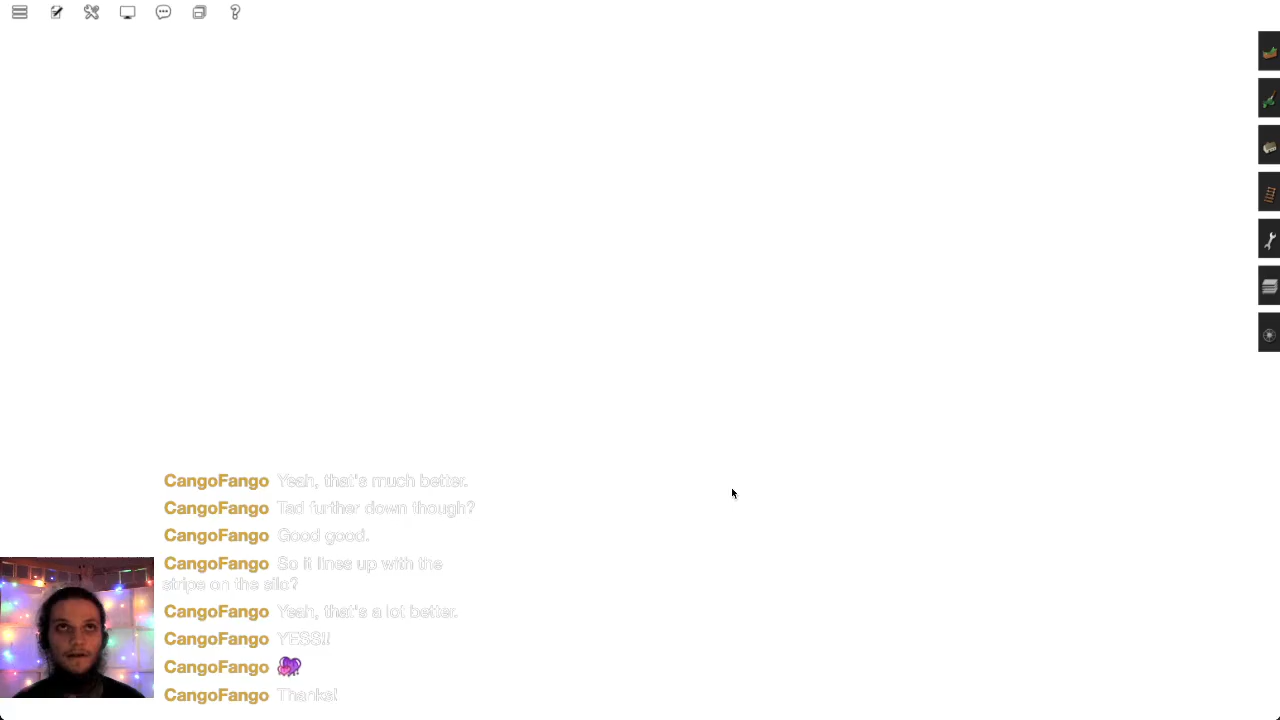 CangoFango Yeah, that's much better.
CangoFango Tad further down though?
CangoFango Good good.
CangoFango So it lines up with the
stripe on the silo?
CangoFango Yeah, that's a lot better.
CangoFango YESS!!
CangoFango
CangoFango Thanks!